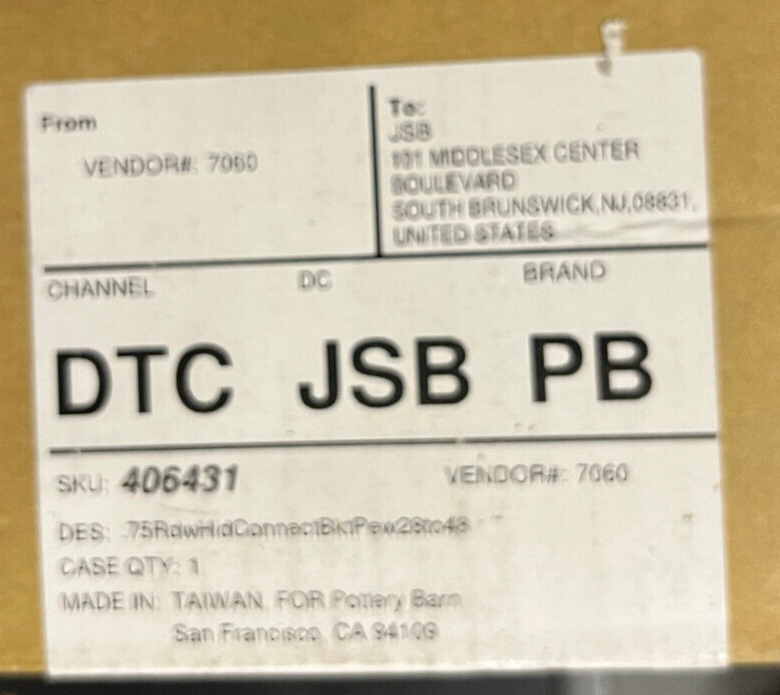 From
VENDOR#: 7060
To:
JSB
101 MIDDLESEX CENTER
BOULEVARD
SOUTH BRUNSWICK,NJ,08831,
UNITED STATES
CHANNEL DC BRAND
DTC JSB PB
SKU: 406431 VENDOR#: 7060
DES:
CASE QTY: 1
MADE IN: TAIWAN, FOR Pottery Barn
San Francisco, CA 94109